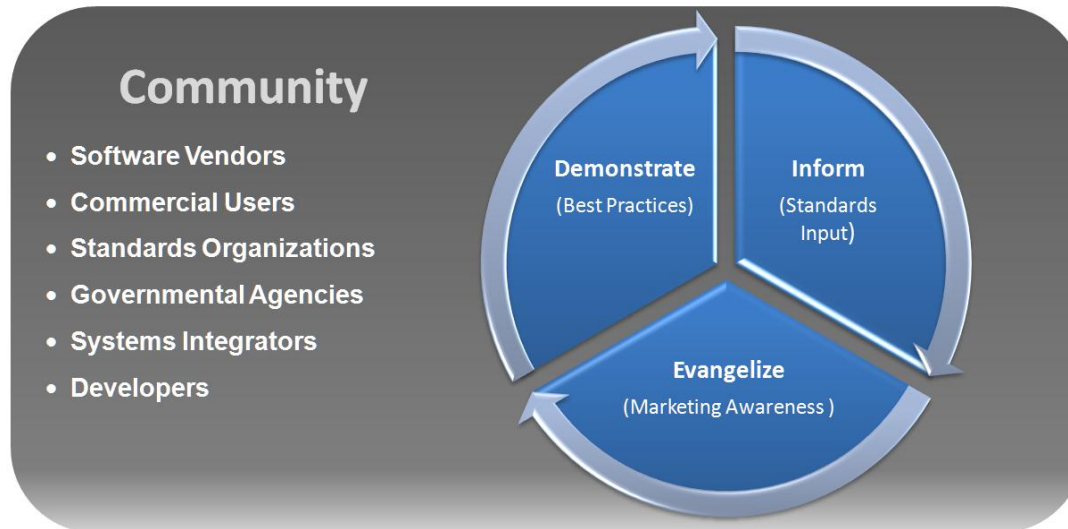 Community
• Software Vendors
• Commercial Users
• Standards Organizations
• Governmental Agencies
• Systems Integrators
• Developers
Demonstrate
(Best Practices)
Inform
(Standards
Input)
Evangelize
(Marketing Awareness )